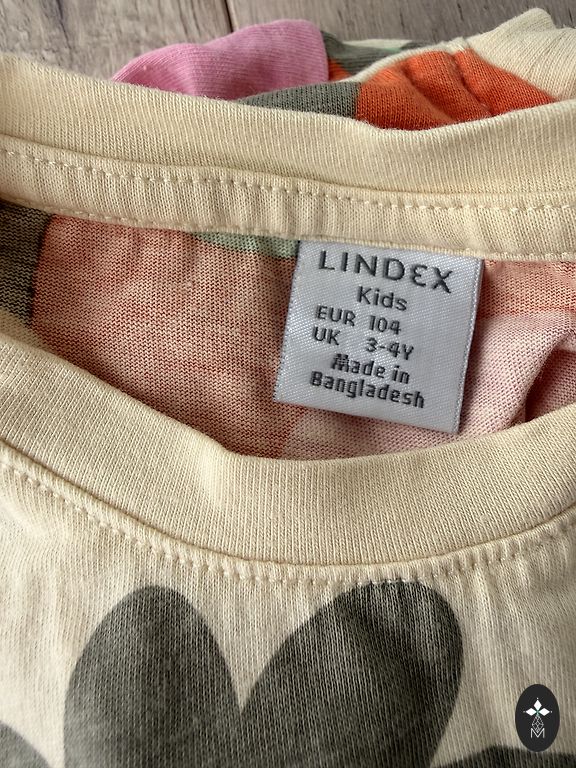 LINDEX
Kids
EUR 104
UK 3-4Y
Made in
Bangladesh